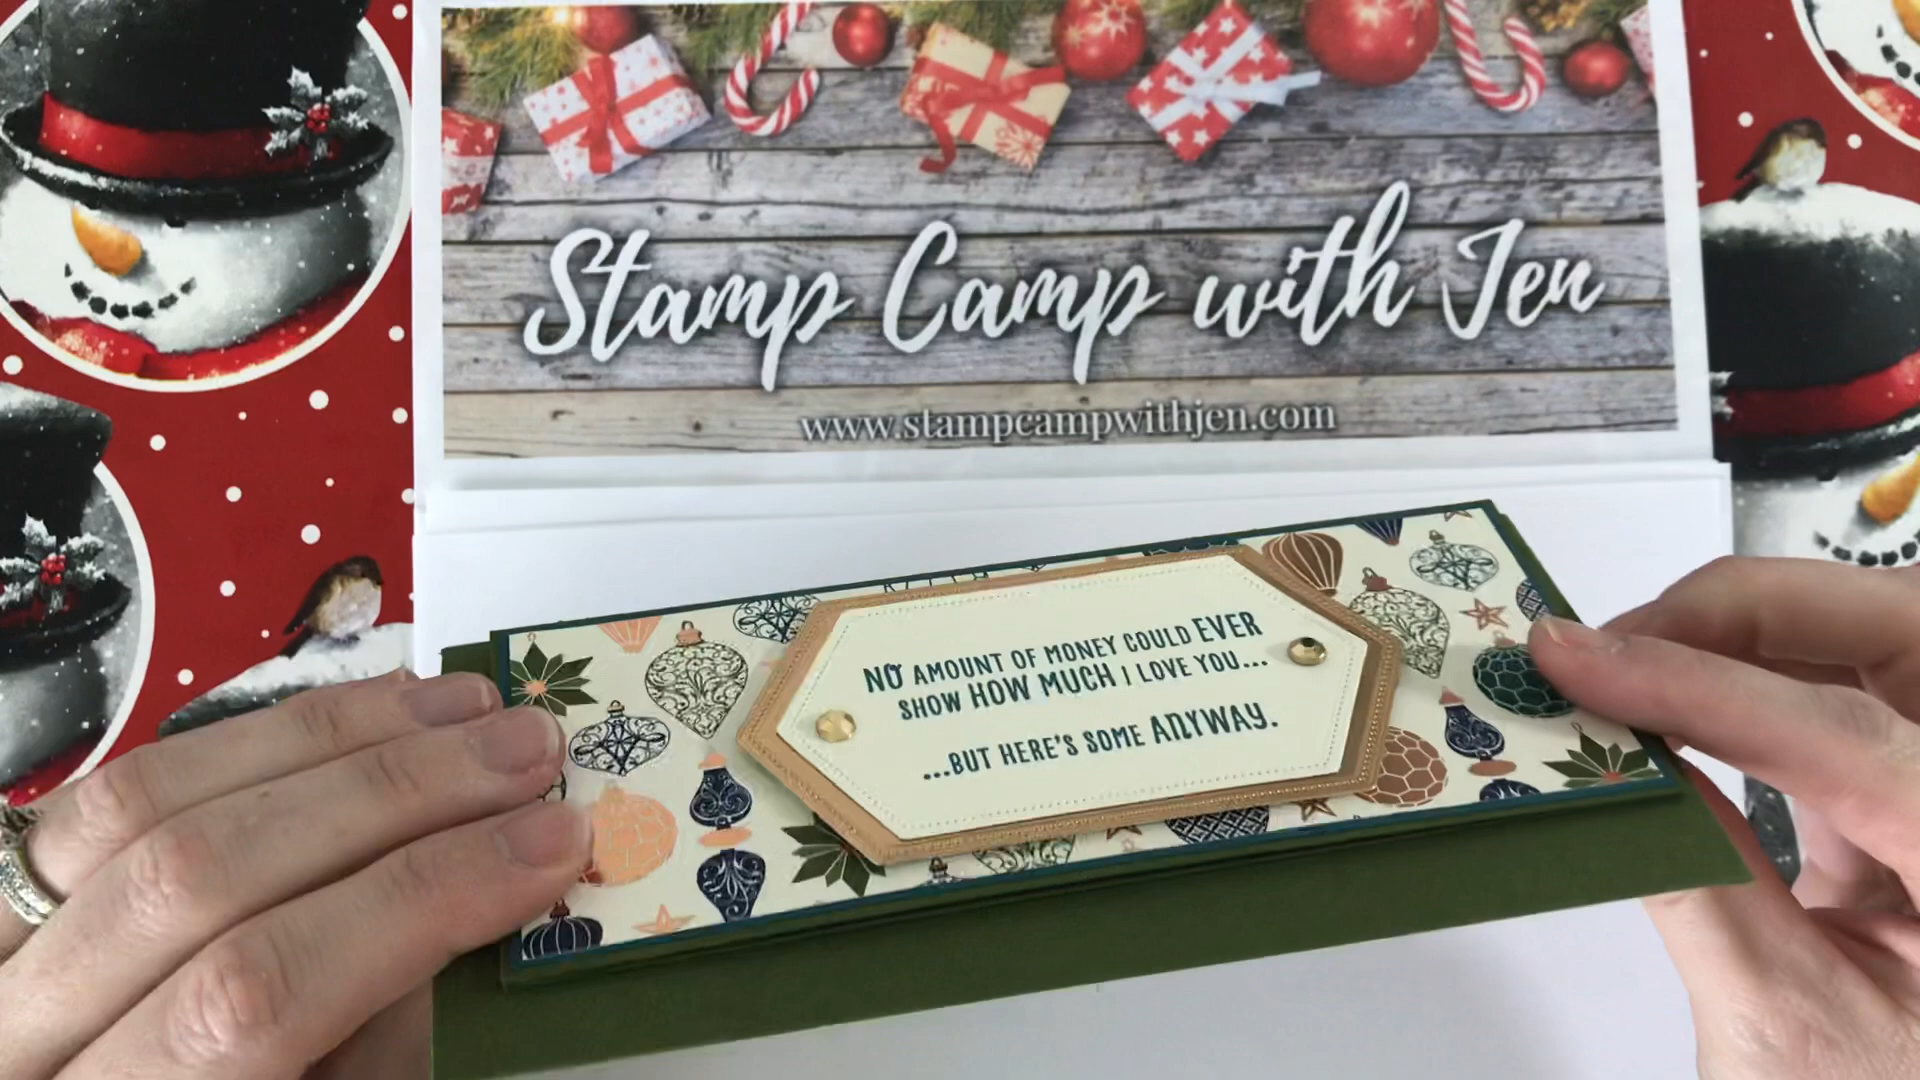 Stamp Camp with Jen
www.stampcampwithjen.com
NO AMOUNT OF MONEY COULD EVER
SHOW HOW MUCH I LOVE YOU...
...BUT HERE'S SOME ANYWAY.